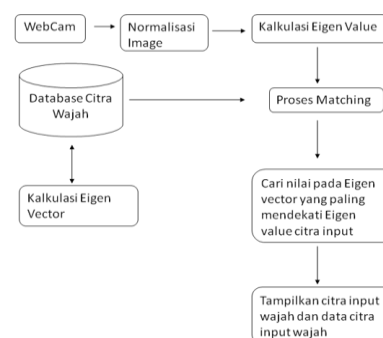 WebCam
Normalisasi
Image
Kalkulasi Eigen Value
Database Citra
Wajah
Proses Matching
Kalkulasi Eigen
Vector
Cari nilai pada Eigen
vector yang paling
mendekati Eigen
value citra input
Tampilkan citra input
wajah dan data citra
input wajah